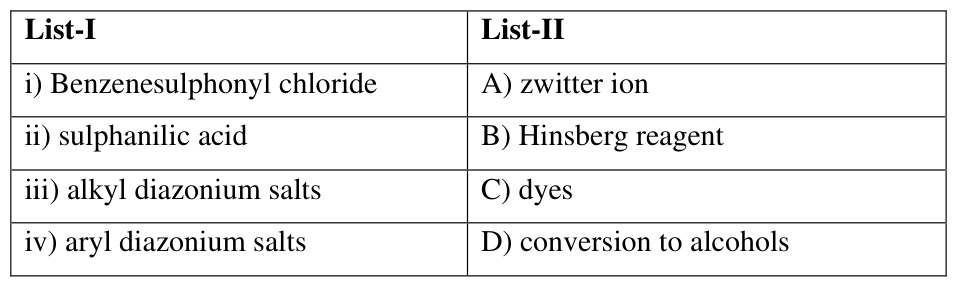 List-I List-II
i) Benzenesulphonyl chloride A) zwitter ion
ii) sulphanilic acid B) Hinsberg reagent
iii) alkyl diazonium salts C) dyes
iv) aryl diazonium salts D) conversion to alcohols